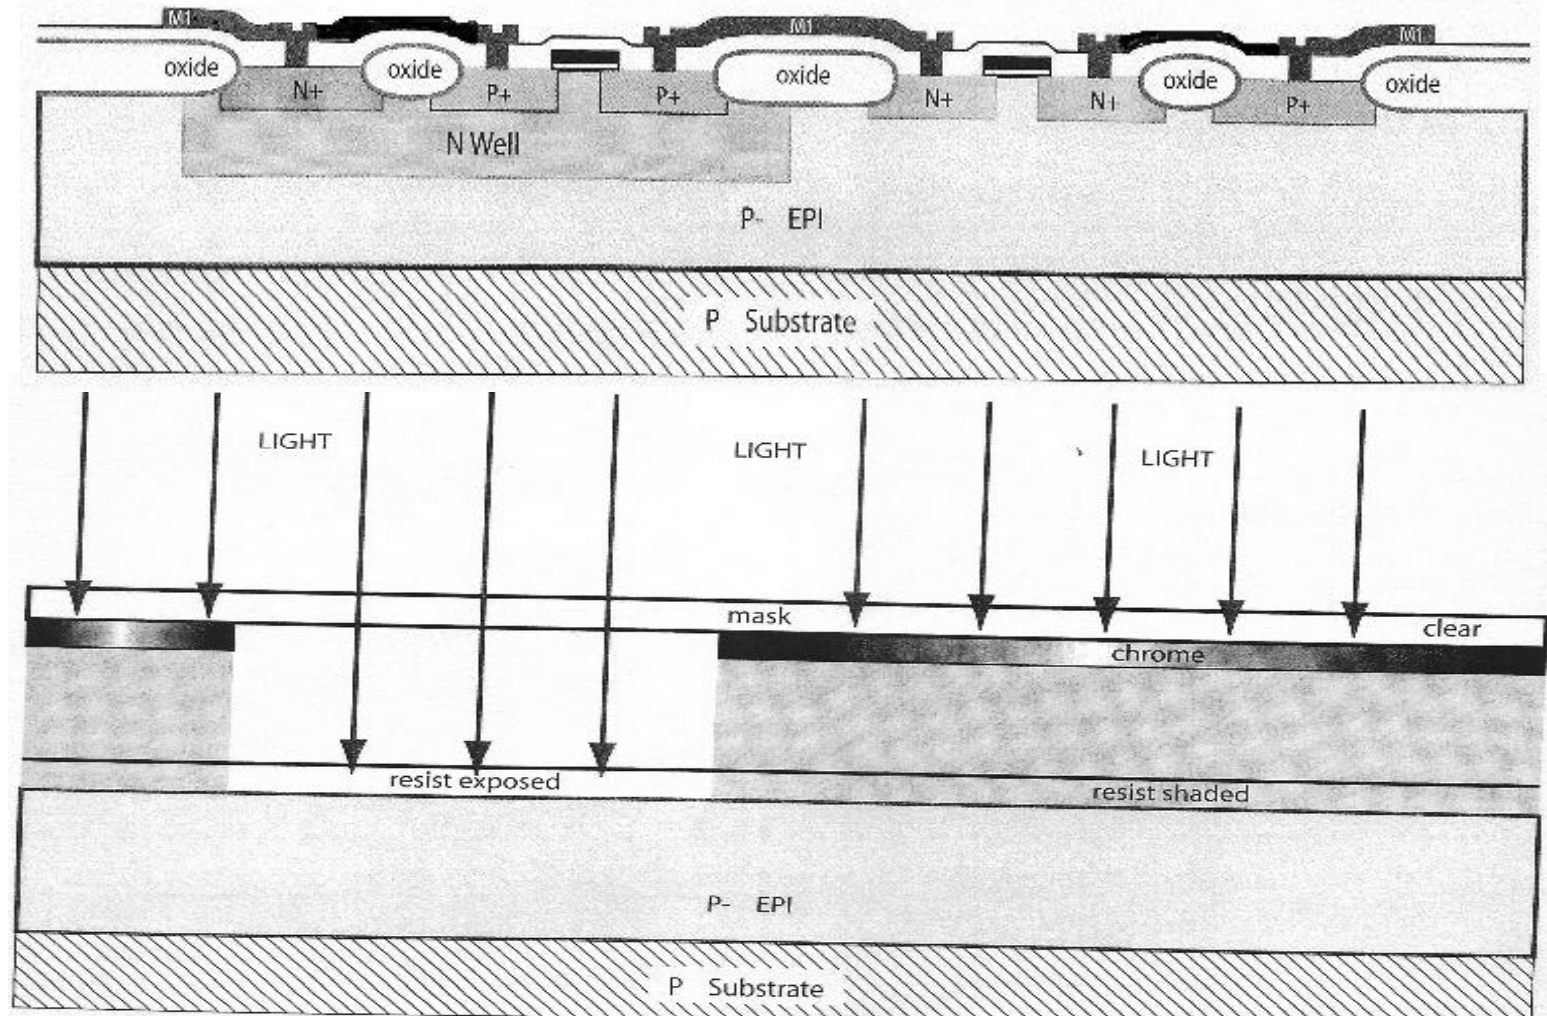 M1
M1
M1
oxide
oxide
oxide
oxide
oxide
N+
P+
P+
N+
N+
P+
N Well
P- EPI
P Substrate
LIGHT
LIGHT
LIGHT
mask
clear
chrome
resist exposed
resist shaded
P- EPI
P Substrate